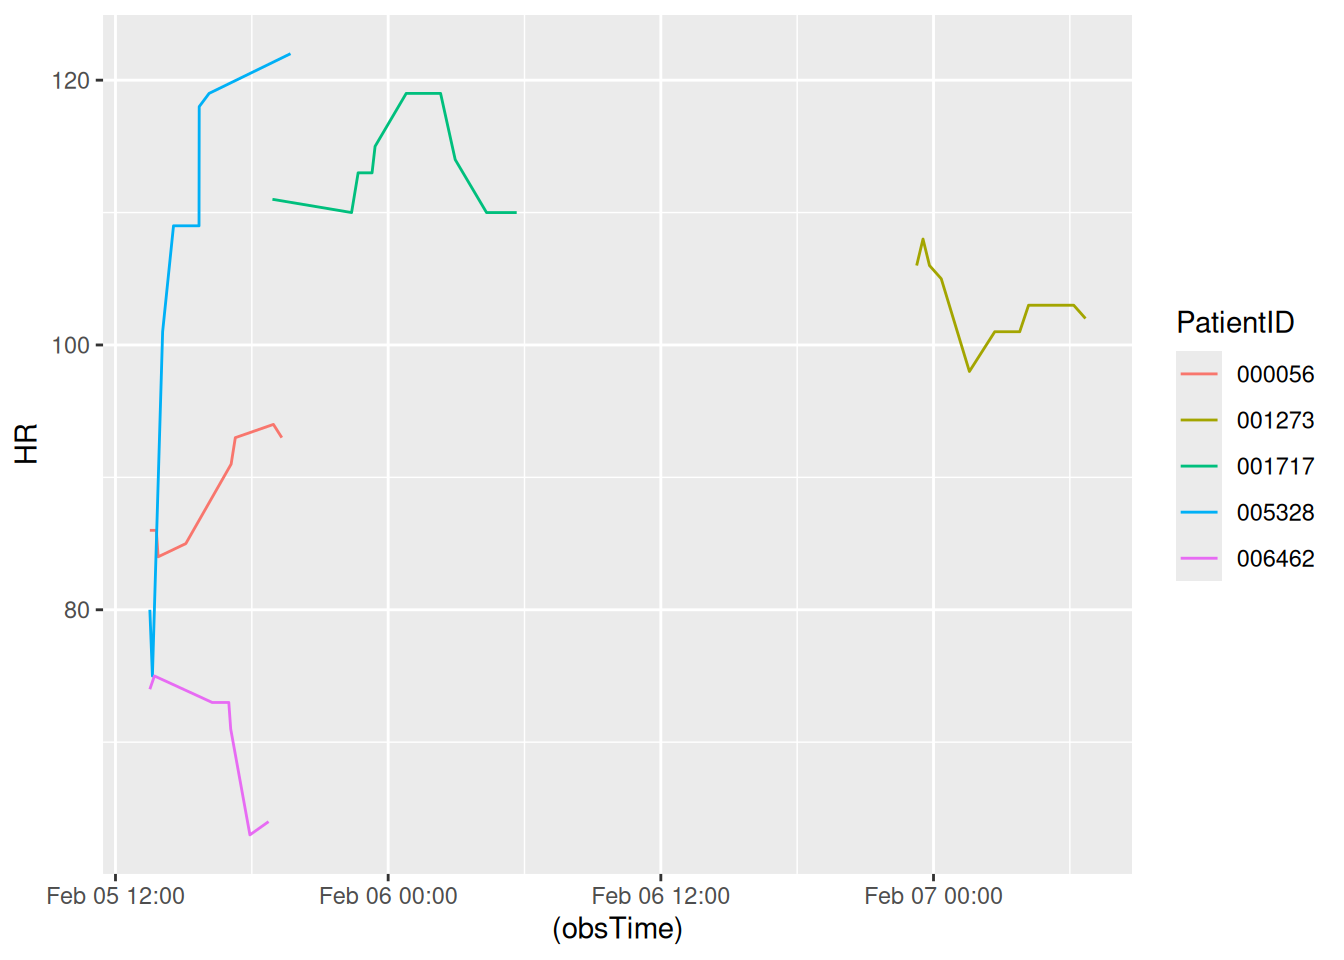 120
100
80
HR
Feb 05 12:00
Feb 06 00:00
Feb 06 12:00
Feb 07 00:00
(obsTime)
PatientID
000056
001273
001717
005328
006462